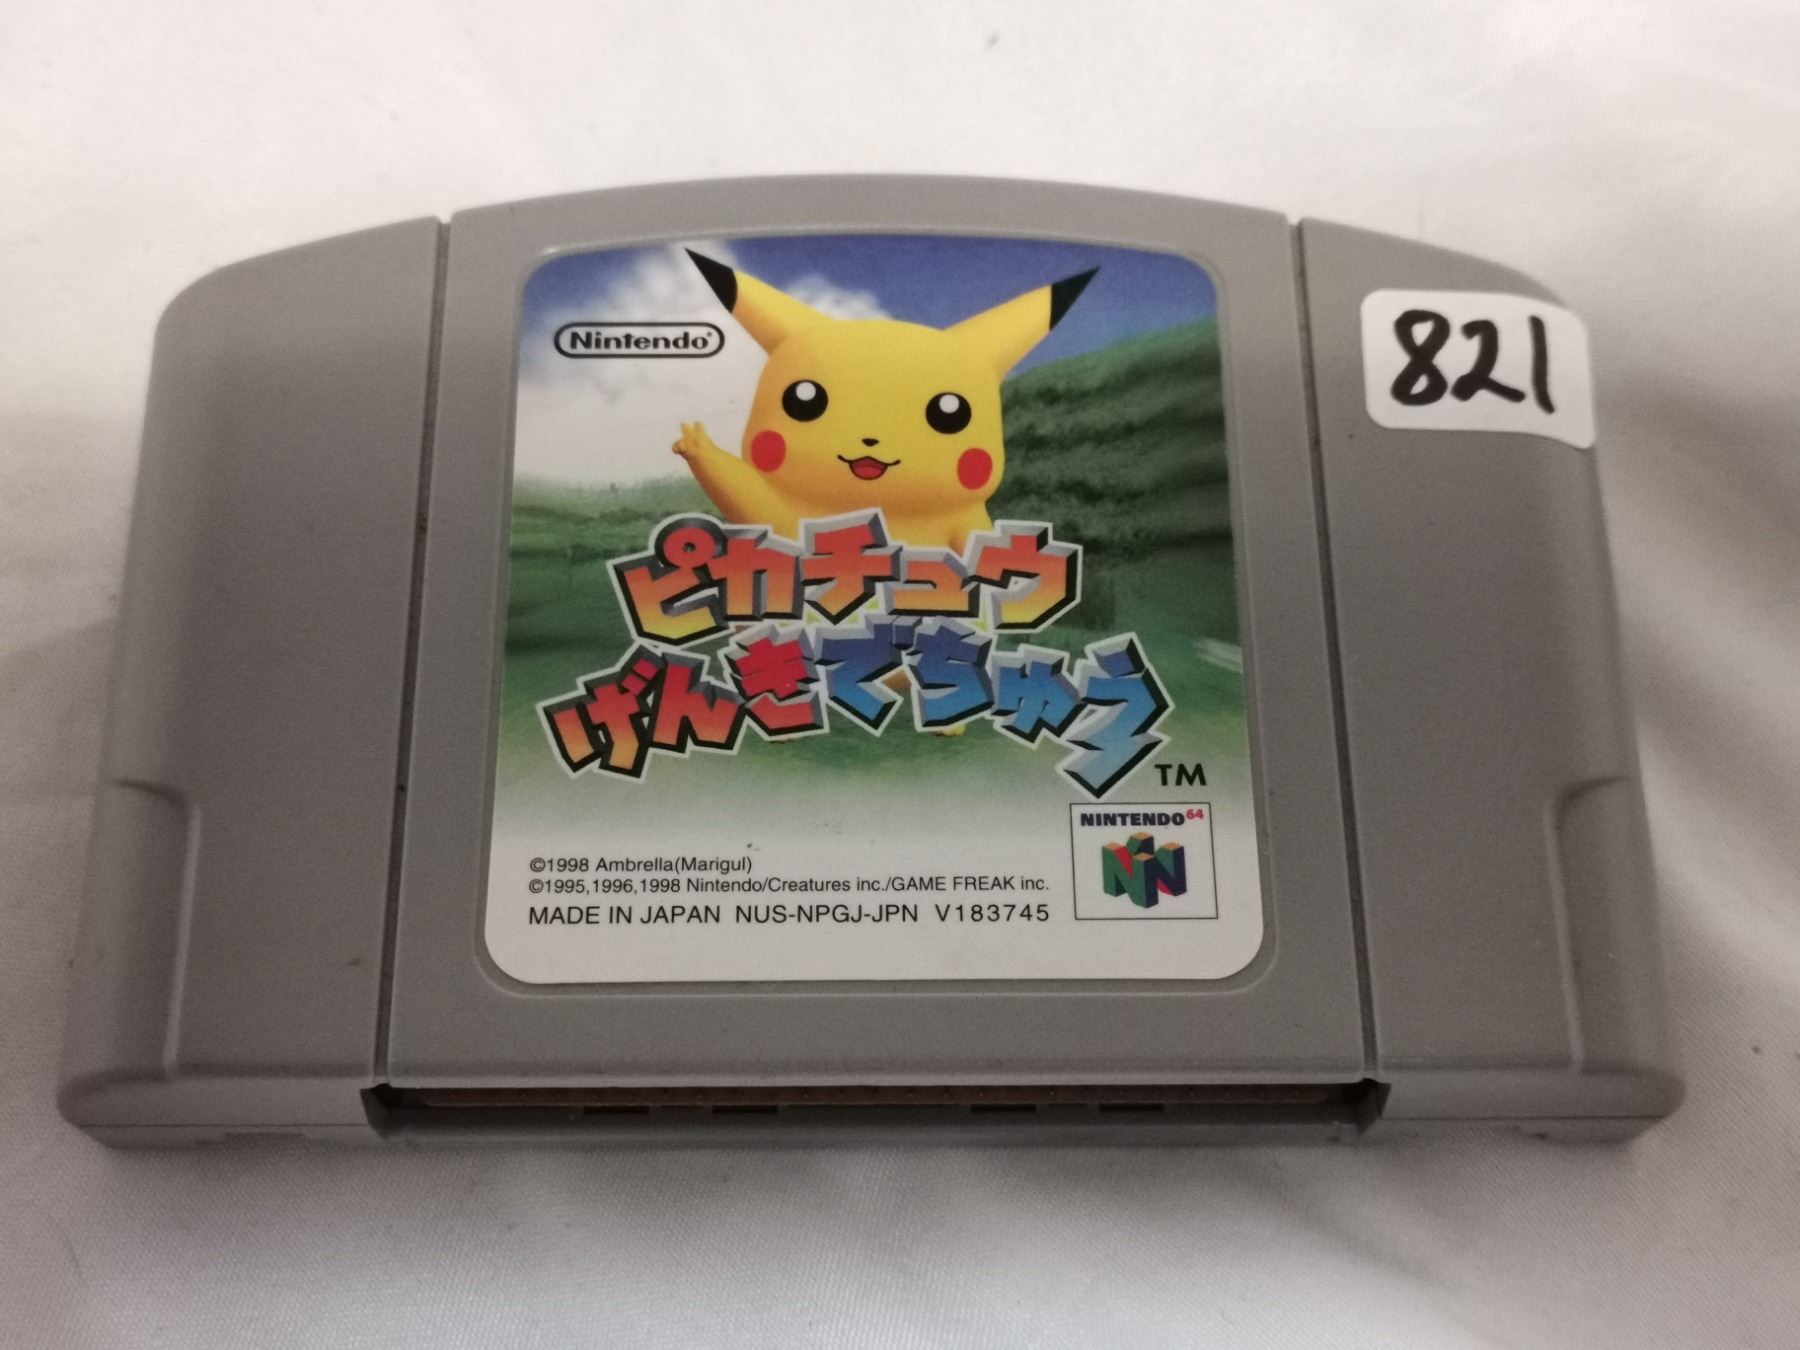 Nintendo®
821
ピカチュウ
げんきでちゅう
TM
NINTENDO64
©1998 Ambrella(Marigul)
©1995,1996,1998 Nintendo/Creatures inc./GAME FREAK inc.
MADE IN JAPAN NUS-NPGJ-JPN V183745